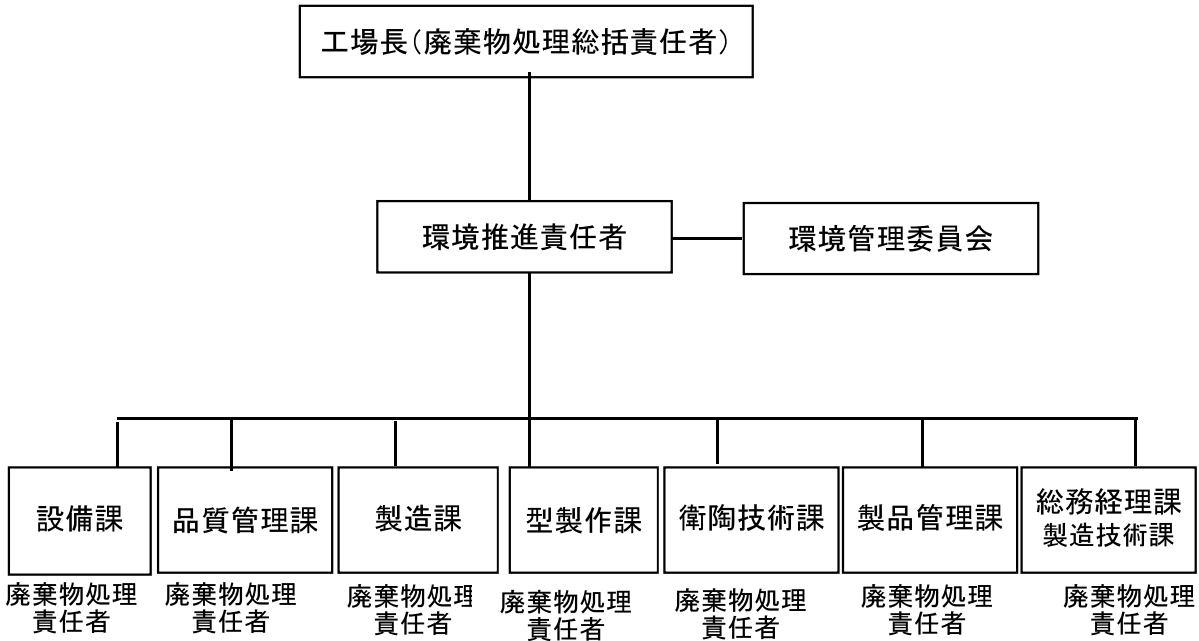 工場長（廃棄物処理総括責任者）
環境推進責任者
環境管理委員会
設備課
品質管理課
製造課
型製作課
衛陶技術課
製品管理課
総務経理課
製造技術課
廃棄物処理
責任者
廃棄物処理
責任者
廃棄物処理
責任者
廃棄物処理
責任者
廃棄物処理
責任者
廃棄物処理
責任者
廃棄物処理
責任者